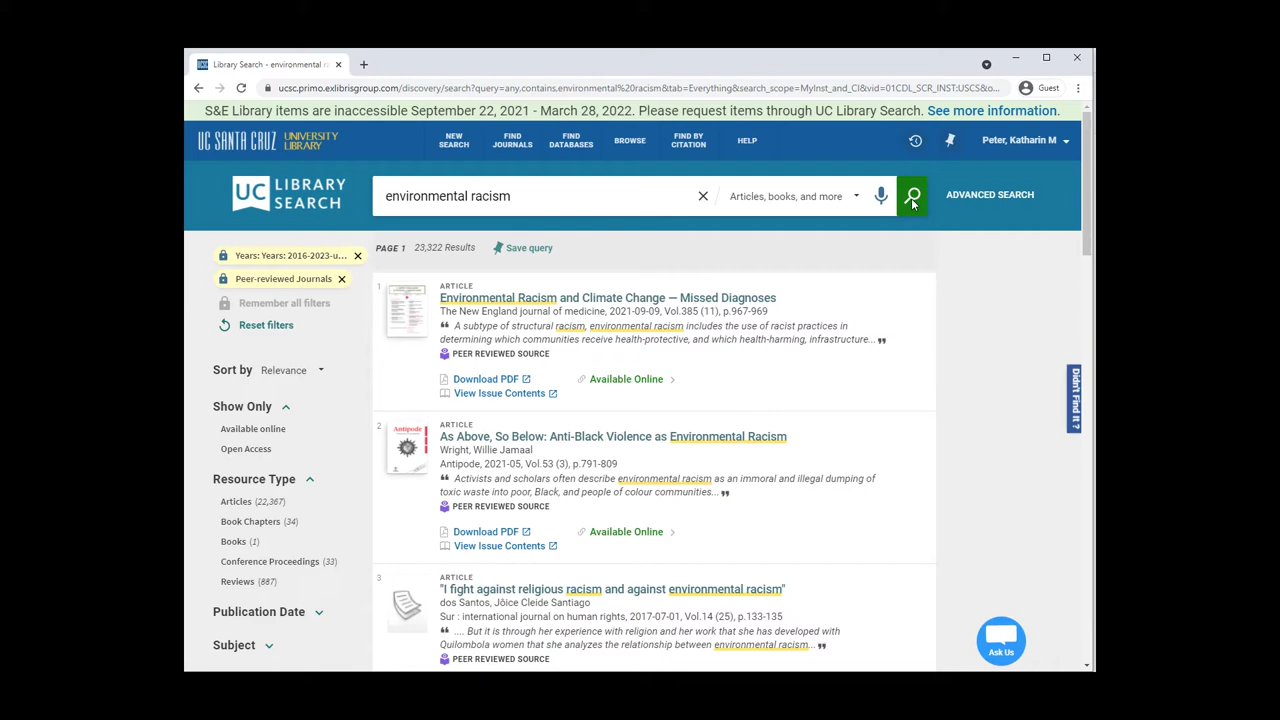 Library Search - environmental r
ucsc.primo.exlibrisgroup.com/discovery/search?query=any,contains,environmental%20racism&tab=Everything&search_scope=MyInst_and_CI&vid=01CDL_SCR_INST:USCS&o...
Guest
S&E Library items are inaccessible September 22, 2021 - March 28, 2022. Please request items through UC Library Search. See more information.
UC SANTA CRUZ UNIVERSITY LIBRARY
NEW SEARCH
FIND JOURNALS
FIND DATABASES
BROWSE
FIND BY CITATION
HELP
Peter, Katharin M
UC LIBRARY SEARCH
environmental racism
Articles, books, and more
ADVANCED SEARCH
Years: Years: 2016-2023-u...
Peer-reviewed Journals
Remember all filters
Reset filters
Sort by Relevance
Show Only
Available online
Open Access
Resource Type
Articles (22,367)
Book Chapters (34)
Books (1)
Conference Proceedings (33)
Reviews (887)
Publication Date
Subject
PAGE 1 23,322 Results Save query
1
ARTICLE
Environmental Racism and Climate Change — Missed Diagnoses
The New England journal of medicine, 2021-09-09, Vol.385 (11), p.967-969
❝ A subtype of structural racism, environmental racism includes the use of racist practices in
determining which communities receive health-protective, and which health-harming, infrastructure... ❞
PEER REVIEWED SOURCE
Download PDF Available Online
View Issue Contents
2
Antipode
ARTICLE
As Above, So Below: Anti-Black Violence as Environmental Racism
Wright, Willie Jamaal
Antipode, 2021-05, Vol.53 (3), p.791-809
❝ Activists and scholars often describe environmental racism as an immoral and illegal dumping of
toxic waste into poor, Black, and people of colour communities... ❞
PEER REVIEWED SOURCE
Download PDF Available Online
View Issue Contents
3
ARTICLE
"I fight against religious racism and against environmental racism"
dos Santos, Jôice Cleide Santiago
Sur : international journal on human rights, 2017-07-01, Vol.14 (25), p.133-135
❝ .... But it is through her experience with religion and her work that she has developed with
Quilombola women that she analyzes the relationship between environmental racism... ❞
PEER REVIEWED SOURCE
Didn't Find It ?
Ask Us